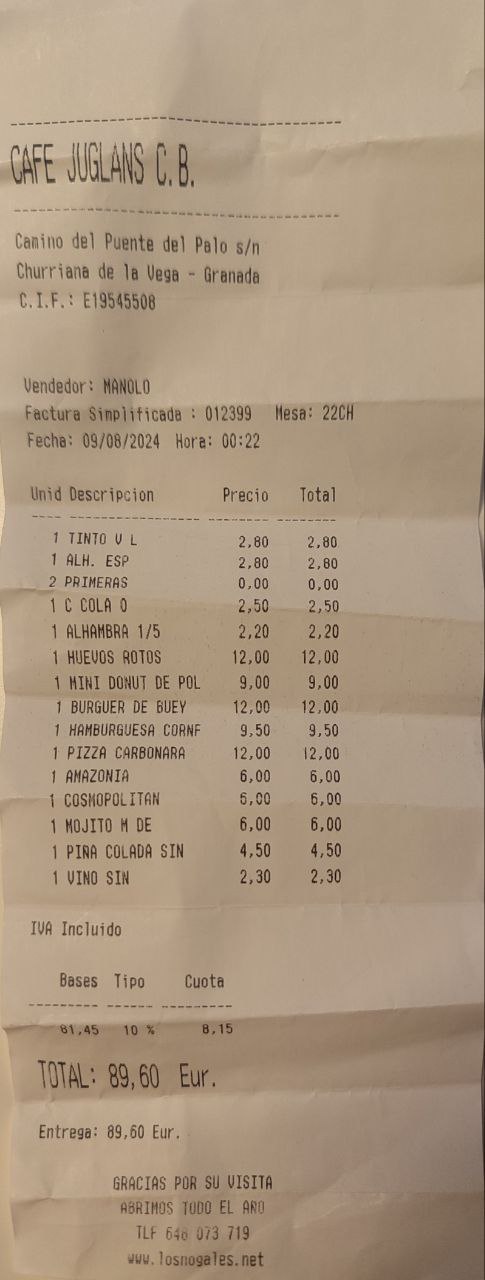 CAFE JUGLANS C.B.
Camino del Puente del Palo s/n
Churriana de la Vega - Granada
C.I.F.: E19545508
Vendedor: MANOLO
Factura Simplificada : 012399 Mesa: 22CH
Fecha: 09/08/2024 Hora: 00:22
Unid Descripcion Precio Total
1 TINTO V L 2,80 2,80
1 ALH. ESP 2,80 2,80
2 PRIMERAS 0,00 0,00
1 C COLA 0 2,50 2,50
1 ALHAMBRA 1/5 2,20 2,20
1 HUEVOS ROTOS 12,00 12,00
1 MINI DONUT DE POL 9,00 9,00
1 BURGUER DE BUEY 12,00 12,00
1 HAMBURGUESA CORNF 9,50 9,50
1 PIZZA CARBONARA 12,00 12,00
1 AMAZONIA 6,00 6,00
1 COSMOPOLITAN 6,00 6,00
1 MOJITO M DE 6,00 6,00
1 PIÑA COLADA SIN 4,50 4,50
1 VINO SIN 2,30 2,30
IVA Incluido
Bases Tipo Cuota
81,45 10 % 8,15
TOTAL: 89,60 Eur.
Entrega: 89,60 Eur.
GRACIAS POR SU VISITA
ABRIMOS TODO EL AÑO
TLF 648 073 719
www.losnogales.net